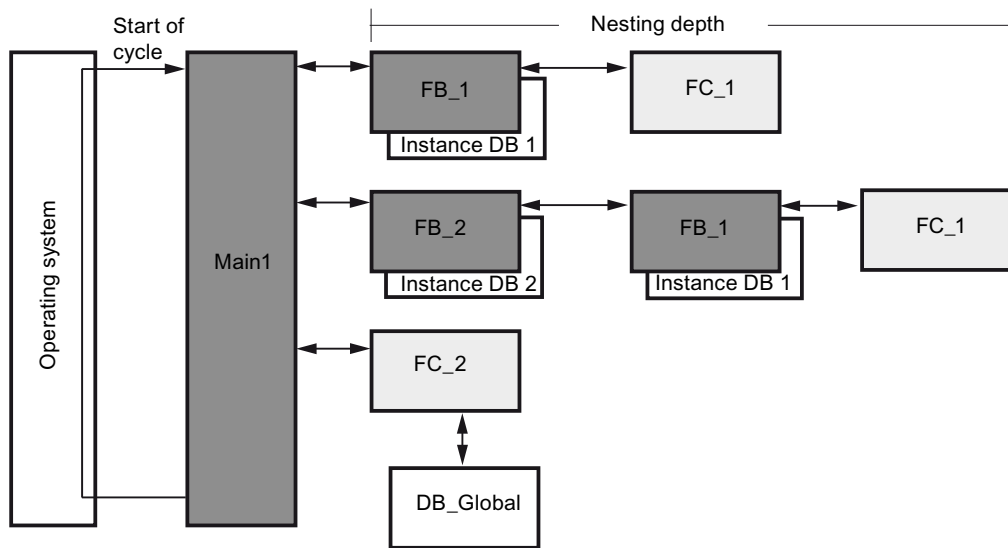 Start of
cycle
Nesting depth
Operating system
Main1
FB_1
Instance DB 1
FC_1
FB_2
Instance DB 2
FB_1
Instance DB 1
FC_1
FC_2
DB_Global